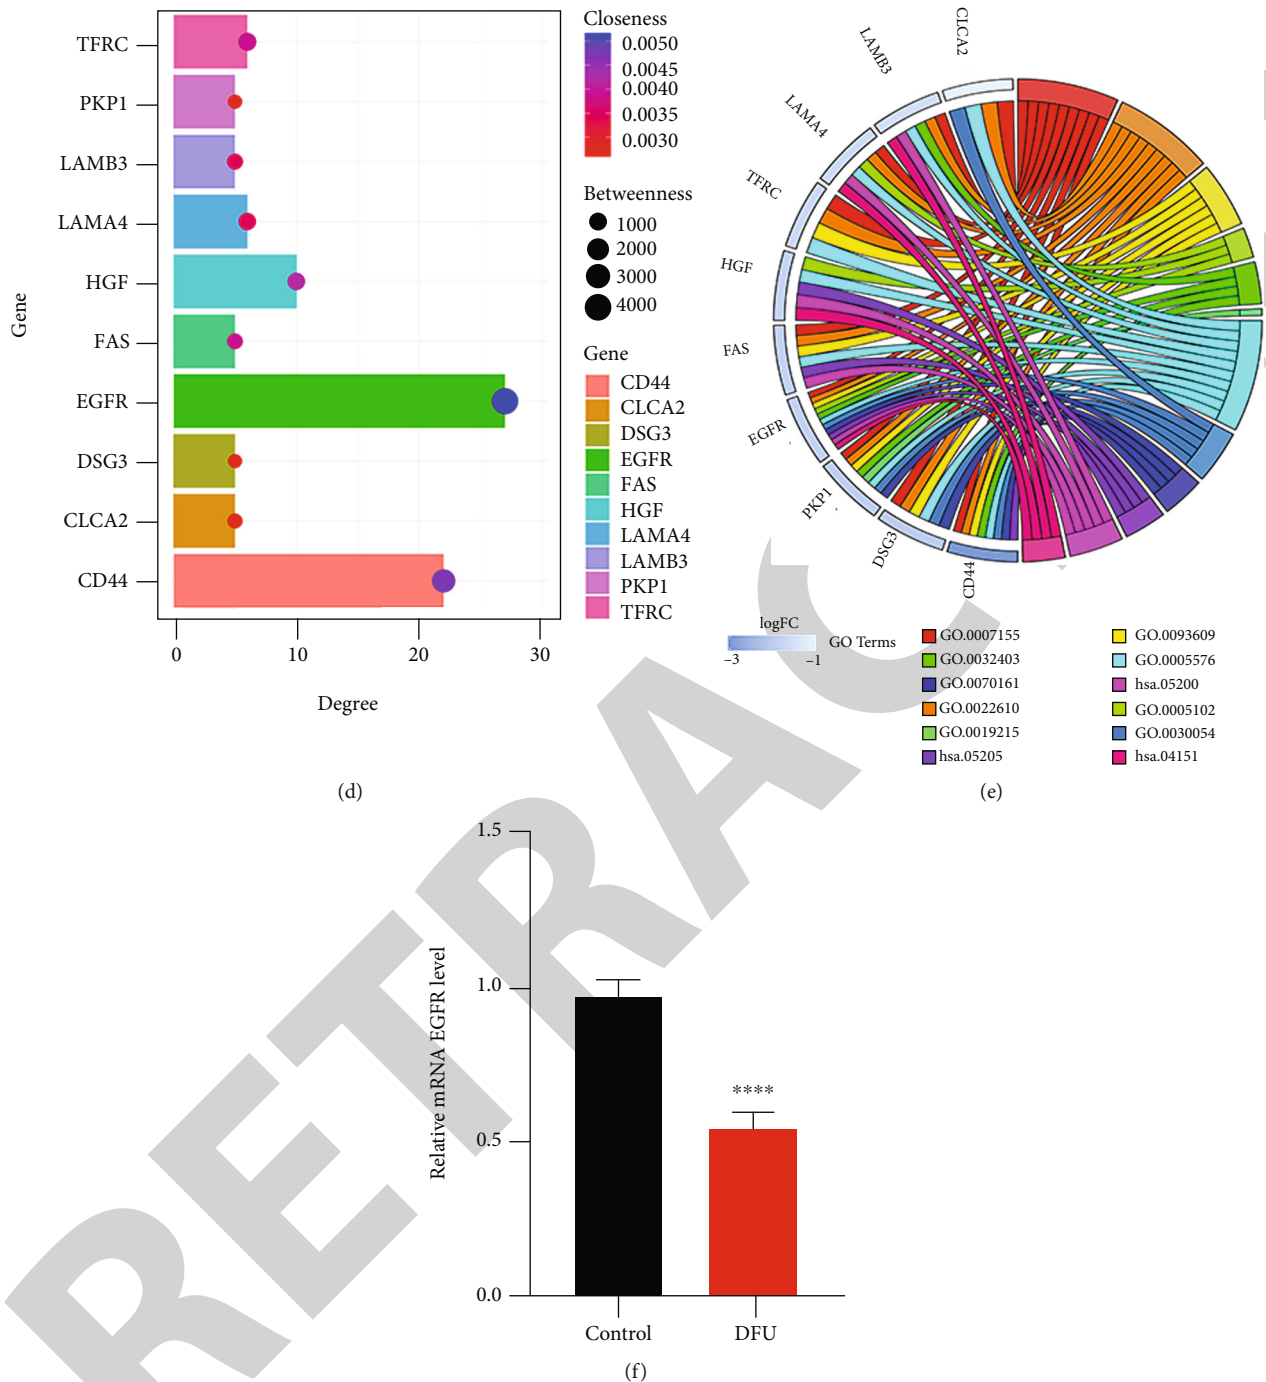 TFRC
PKP1
LAMB3
LAMA4
HGF
FAS
EGFR
DSG3
CLCA2
CD44
Gene
0 10 20 30
Degree
Closeness
0.0050
0.0045
0.0040
0.0035
0.0030
Betweenness
1000
2000
3000
4000
Gene
CD44
CLCA2
DSG3
EGFR
FAS
HGF
LAMA4
LAMB3
PKP1
TFRC
(d)
CLCA2
LAMB3
LAMA4
TFRC
HGF
FAS
EGFR
PKP1
DSG3
CD44
logFC
−3 −1
GO Terms
GO.0007155 GO.0093609
GO.0032403 GO.0005576
GO.0070161 hsa.05200
GO.0022610 GO.0005102
GO.0019215 GO.0030054
hsa.05205 hsa.04151
(e)
1.5
1.0
0.5
0.0
Relative mRNA EGFR level
****
Control DFU
(f)
RETRAC